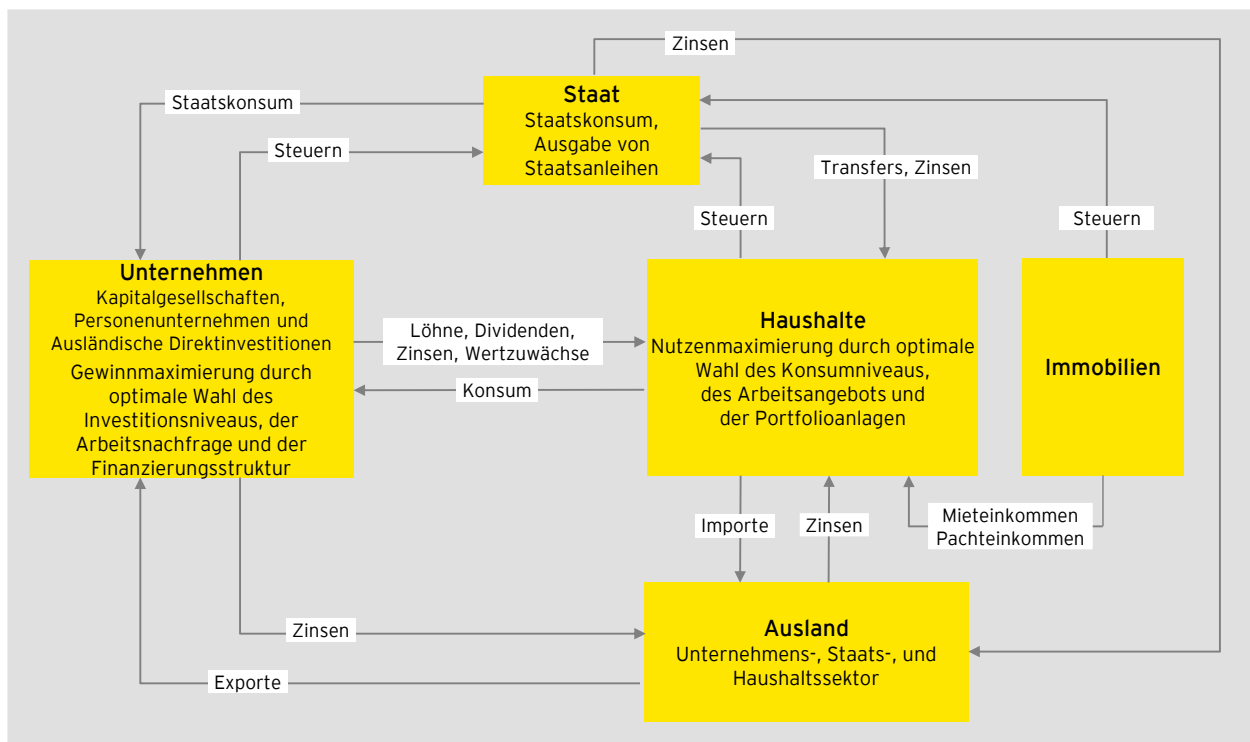 Zinsen
Staat
Staatskonsum,
Ausgabe von
Staatsanleihen
Staatskonsum
Steuern
Transfers, Zinsen
Steuern
Steuern
Unternehmen
Kapitalgesellschaften,
Personenunternehmen und
Ausländische Direktinvestitionen
Gewinnmaximierung durch
optimale Wahl des
Investitionsniveaus, der
Arbeitsnachfrage und der
Finanzierungsstruktur
Löhne, Dividenden,
Zinsen, Wertzuwächse
Konsum
Haushalte
Nutzenmaximierung durch optimale
Wahl des Konsumniveaus,
des Arbeitsangebots und
der Portfolioanlagen
Immobilien
Importe
Zinsen
Mieteinkommen
Pachteinkommen
Zinsen
Ausland
Unternehmens-, Staats-, und
Haushaltssektor
Exporte